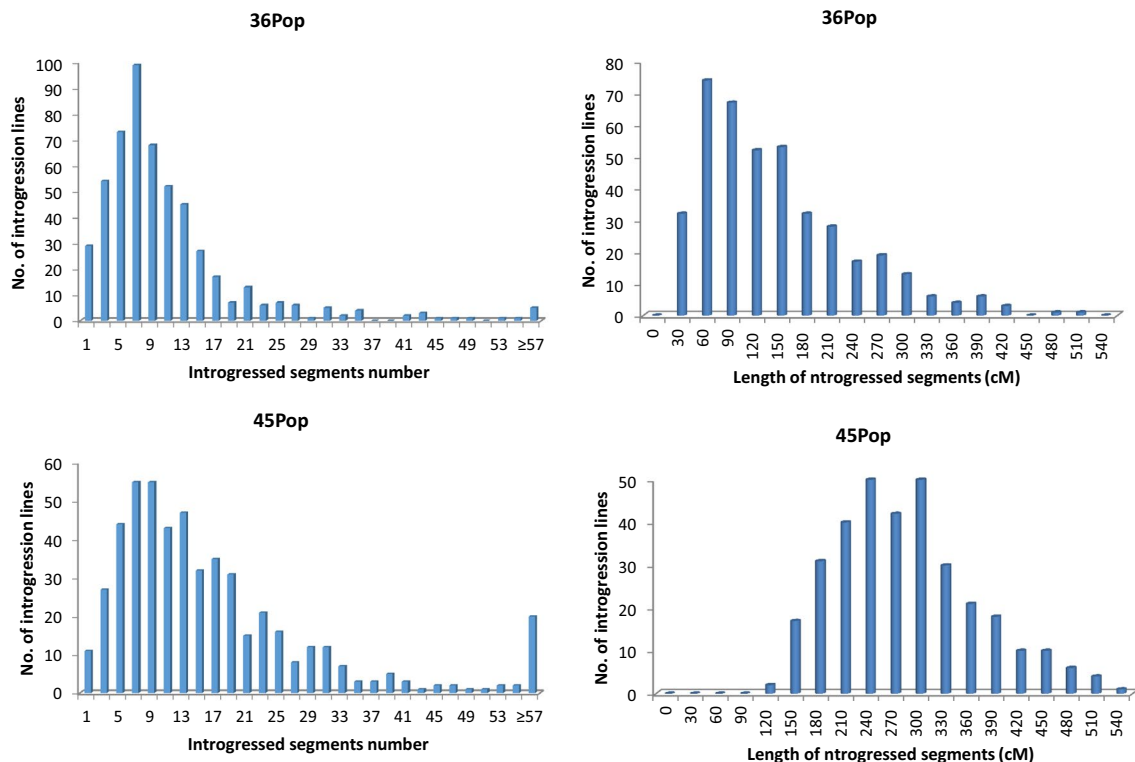 36Pop
No. of introgression lines
100
90
80
70
60
50
40
30
20
10
0
1 5 9 13 17 21 25 29 33 37 41 45 49 53 ≥57
Introgressed segments number
36Pop
No. of introgression lines
80
70
60
50
40
30
20
10
0
0 30 60 90 120 150 180 210 240 270 300 330 360 390 420 450 480 510 540
Length of ntrogressed segments (cM)
45Pop
No. of introgression lines
60
50
40
30
20
10
0
1 5 9 13 17 21 25 29 33 37 41 45 49 53 ≥57
Introgressed segments number
45Pop
No. of introgression lines
50
40
30
20
10
0
0 30 60 90 120 150 180 210 240 270 300 330 360 390 420 450 480 510 540
Length of ntrogressed segments (cM)